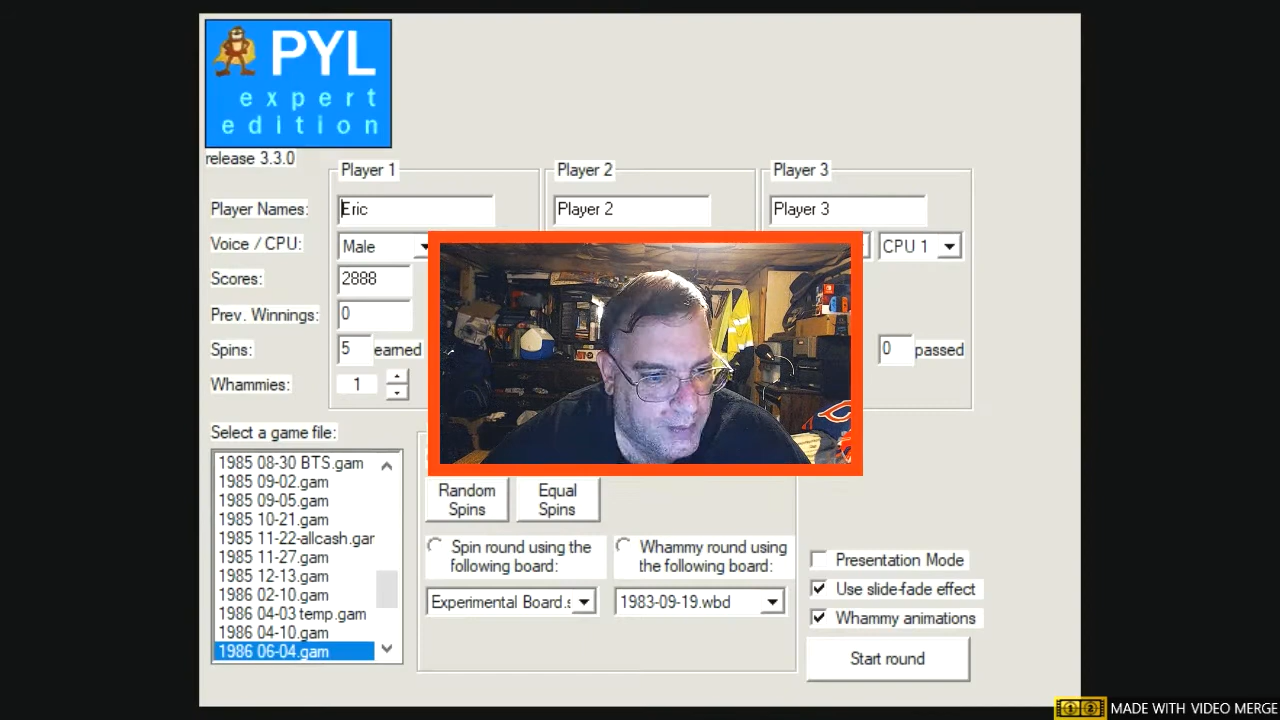 PYL
expert
edition
release 3.3.0
Player 1
Player 2
Player 3
Player Names:
Eric
Player 2
Player 3
Voice / CPU:
Male
CPU 1
Scores:
2888
Prev. Winnings:
0
Spins:
5
earned
0
passed
Whammies:
1
Select a game file:
1985 08-30 BTS.gam
1985 09-02.gam
1985 09-05.gam
1985 10-21.gam
1985 11-22-allcash.gar
1985 11-27.gam
1985 12-13.gam
1986 02-10.gam
1986 04-03 temp.gam
1986 04-10.gam
1986 06-04.gam
Random
Spins
Equal
Spins
Spin round using the
following board:
Whammy round using
the following board:
Experimental Board.s
1983-09-19.wbd
Presentation Mode
Use slide-fade effect
Whammy animations
Start round
MADE WITH VIDEO MERGE